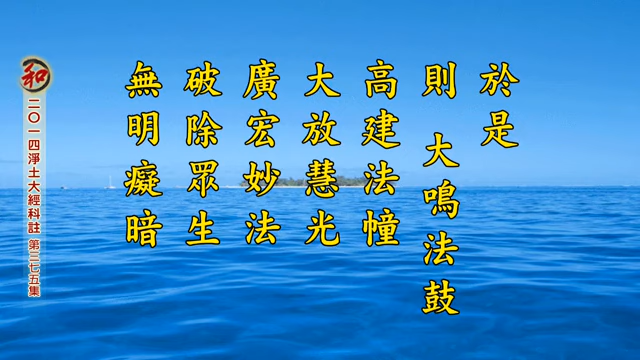 於是
則 大鳴法鼓
高建法幢
大放慧光
廣宏妙法
破除眾生
無明癡暗
和
二〇一四淨土大經科註 第三七五集